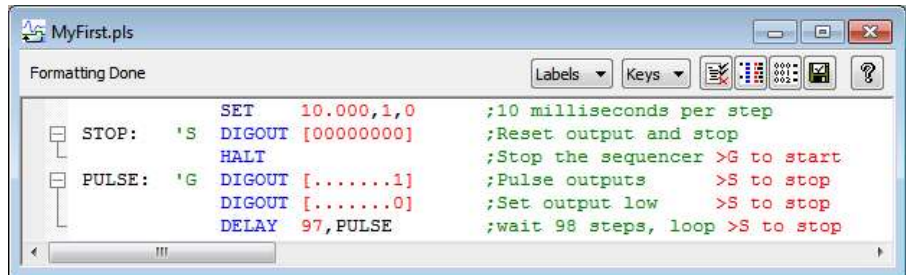 MyFirst.pls
Formatting Done Labels Keys ?
SET 10.000,1,0 ;10 milliseconds per step
STOP: 'S DIGOUT [00000000] ;Reset output and stop
HALT ;Stop the sequencer >G to start
PULSE: 'G DIGOUT [.......1] ;Pulse outputs >S to stop
DIGOUT [.......0] ;Set output low >S to stop
DELAY 97,PULSE ;wait 98 steps, loop >S to stop